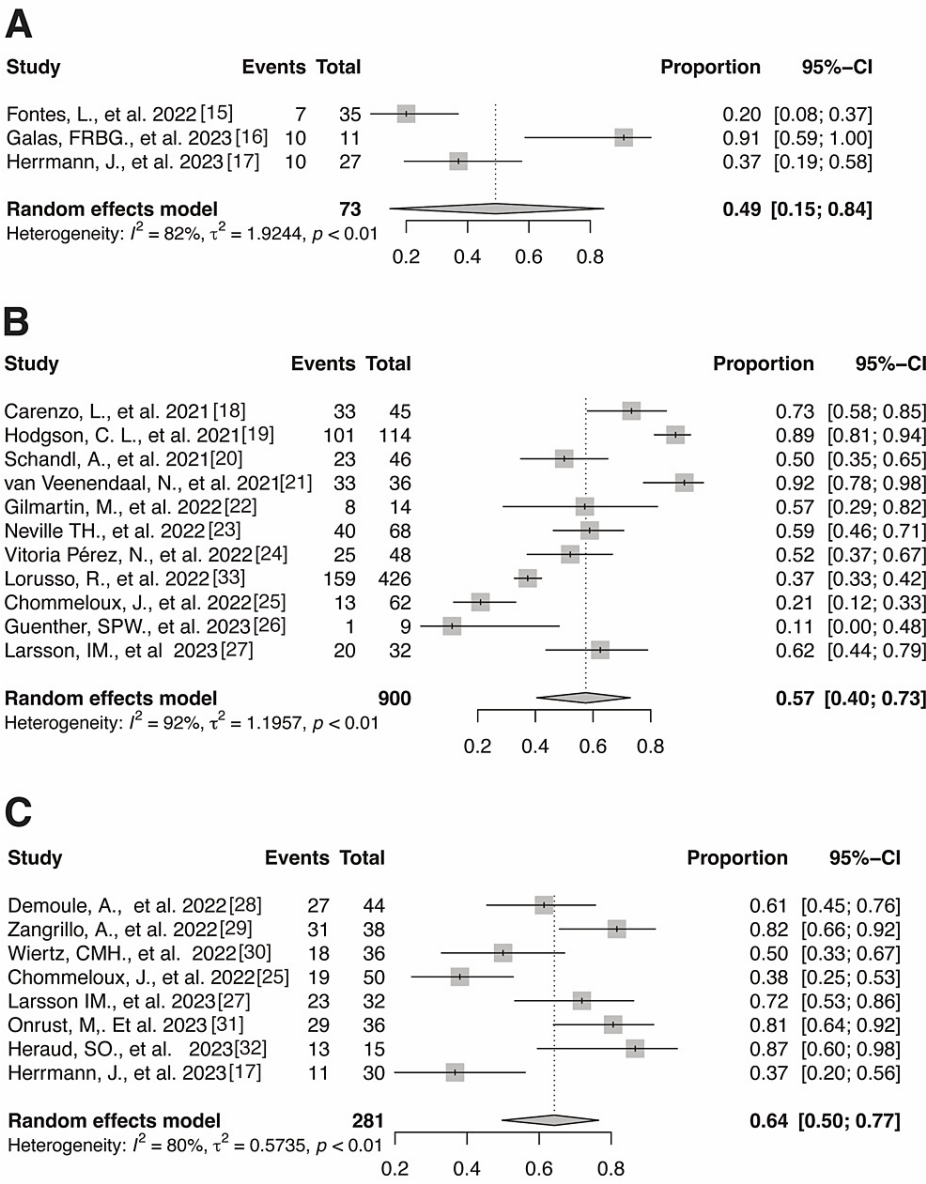 A
Study Events Total Proportion 95%–CI
Fontes, L., et al. 2022 [15] 7 35 0.20 [0.08; 0.37]
Galas, FRBG., et al. 2023 [16] 10 11 0.91 [0.59; 1.00]
Herrmann, J., et al. 2023 [17] 10 27 0.37 [0.19; 0.58]
Random effects model 73 0.49 [0.15; 0.84]
Heterogeneity: I² = 82%, τ² = 1.9244, p < 0.01
0.2 0.4 0.6 0.8
B
Study Events Total Proportion 95%–CI
Carenzo, L., et al. 2021 [18] 33 45 0.73 [0.58; 0.85]
Hodgson, C. L., et al. 2021[19] 101 114 0.89 [0.81; 0.94]
Schandl, A., et al. 2021[20] 23 46 0.50 [0.35; 0.65]
van Veenendaal, N., et al. 2021[21] 33 36 0.92 [0.78; 0.98]
Gilmartin, M., et al. 2022 [22] 8 14 0.57 [0.29; 0.82]
Neville TH., et al. 2022 [23] 40 68 0.59 [0.46; 0.71]
Vitoria Pérez, N., et al. 2022 [24] 25 48 0.52 [0.37; 0.67]
Lorusso, R., et al. 2022 [33] 159 426 0.37 [0.33; 0.42]
Chommeloux, J., et al. 2022 [25] 13 62 0.21 [0.12; 0.33]
Guenther, SPW., et al. 2023 [26] 1 9 0.11 [0.00; 0.48]
Larsson, IM., et al 2023 [27] 20 32 0.62 [0.44; 0.79]
Random effects model 900 0.57 [0.40; 0.73]
Heterogeneity: I² = 92%, τ² = 1.1957, p < 0.01
0.2 0.4 0.6 0.8
C
Study Events Total Proportion 95%–CI
Demoule, A., et al. 2022 [28] 27 44 0.61 [0.45; 0.76]
Zangrillo, A., et al. 2022 [29] 31 38 0.82 [0.66; 0.92]
Wiertz, CMH., et al. 2022 [30] 18 36 0.50 [0.33; 0.67]
Chommeloux, J., et al. 2022 [25] 19 50 0.38 [0.25; 0.53]
Larsson IM., et al. 2023 [27] 23 32 0.72 [0.53; 0.86]
Onrust, M,. Et al. 2023 [31] 29 36 0.81 [0.64; 0.92]
Heraud, SO., et al. 2023 [32] 13 15 0.87 [0.60; 0.98]
Herrmann, J., et al. 2023 [17] 11 30 0.37 [0.20; 0.56]
Random effects model 281 0.64 [0.50; 0.77]
Heterogeneity: I² = 80%, τ² = 0.5735, p < 0.01
0.2 0.4 0.6 0.8